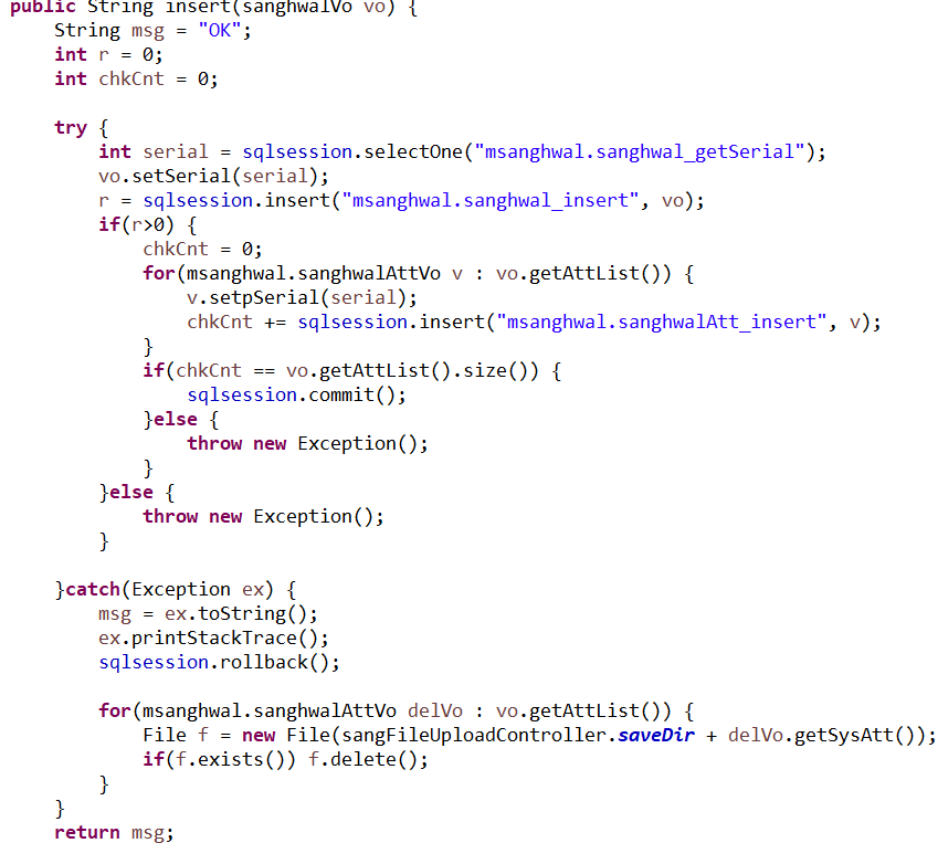 public String insert(sanghwalVo vo) {
    String msg = "OK";
    int r = 0;
    int chkCnt = 0;

    try {
        int serial = sqlsession.selectOne("msanghwal.sanghwal_getSerial");
        vo.setSerial(serial);
        r = sqlsession.insert("msanghwal.sanghwal_insert", vo);
        if(r>0) {
            chkCnt = 0;
            for(msanghwal.sanghwalAttVo v : vo.getAttList()) {
                v.setpSerial(serial);
                chkCnt += sqlsession.insert("msanghwal.sanghwalAtt_insert", v);
            }
            if(chkCnt == vo.getAttList().size()) {
                sqlsession.commit();
            }else {
                throw new Exception();
            }
        }else {
            throw new Exception();
        }

    }catch(Exception ex) {
        msg = ex.toString();
        ex.printStackTrace();
        sqlsession.rollback();

        for(msanghwal.sanghwalAttVo delVo : vo.getAttList()) {
            File f = new File(sangFileUploadController.saveDir + delVo.getSysAtt());
            if(f.exists()) f.delete();
        }
    }
    return msg;